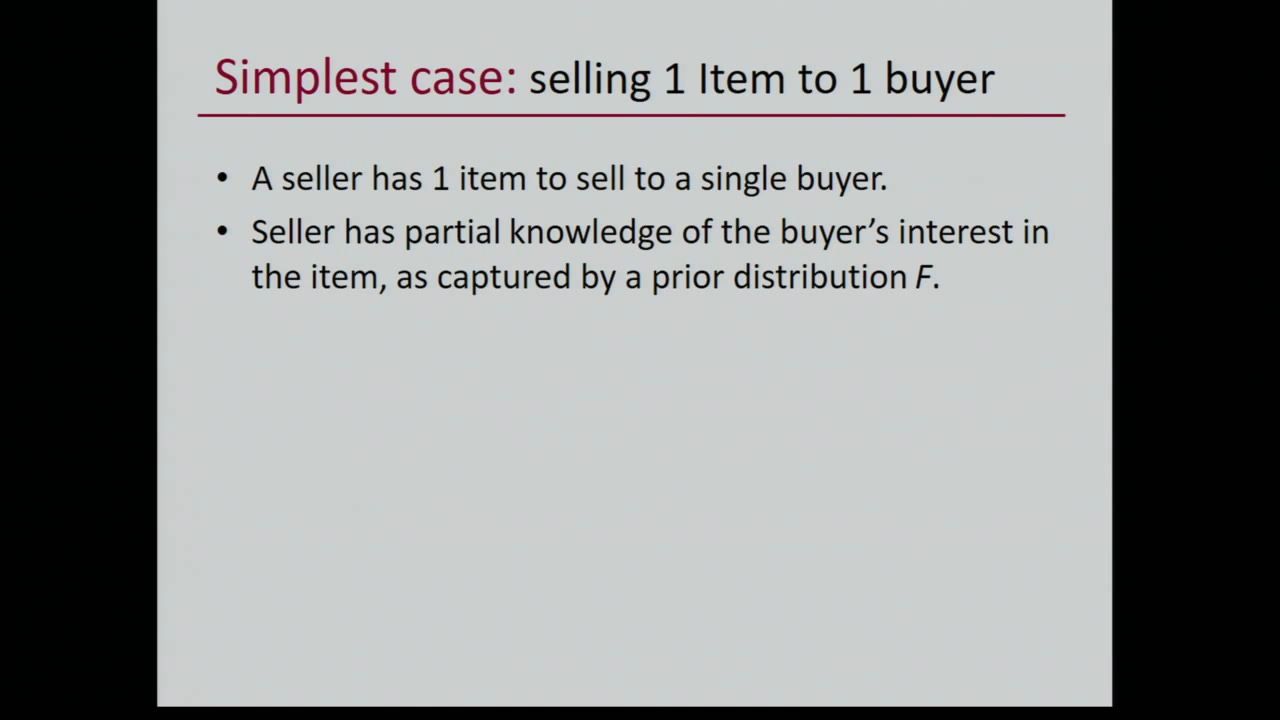 Simplest case: selling 1 Item to 1 buyer
• A seller has 1 item to sell to a single buyer.
• Seller has partial knowledge of the buyer’s interest in
the item, as captured by a prior distribution F.